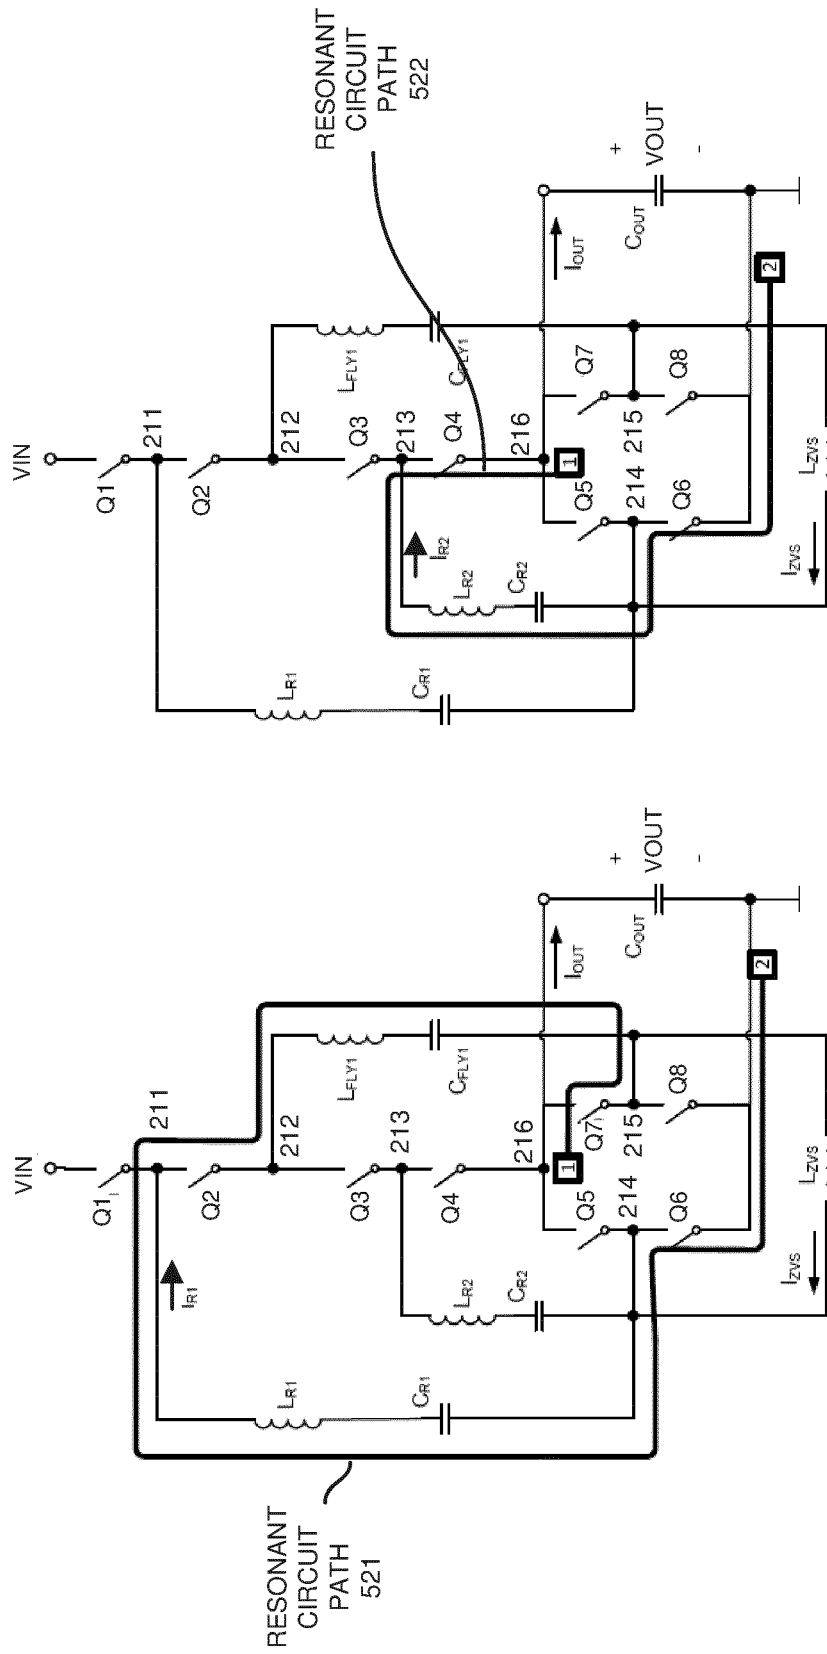 RESONANT
CIRCUIT
PATH
521
VIN
Q1
211
Q2
212
Q3
213
Q4
216
IR1
LR1
CR1
LR2
CR2
LFLY1
CFLY1
1
Q5
Q7
214
215
Q6
Q8
IOUT
COUT
+
VOUT
-
2
IZVS
LZVS
RESONANT
CIRCUIT
PATH
522
VIN
Q1
211
Q2
212
Q3
213
Q4
216
LR1
CR1
IR2
LR2
CR2
LFLY1
CFLY1
1
Q5
Q7
214
215
Q6
Q8
IOUT
COUT
+
VOUT
-
2
IZVS
LZVS